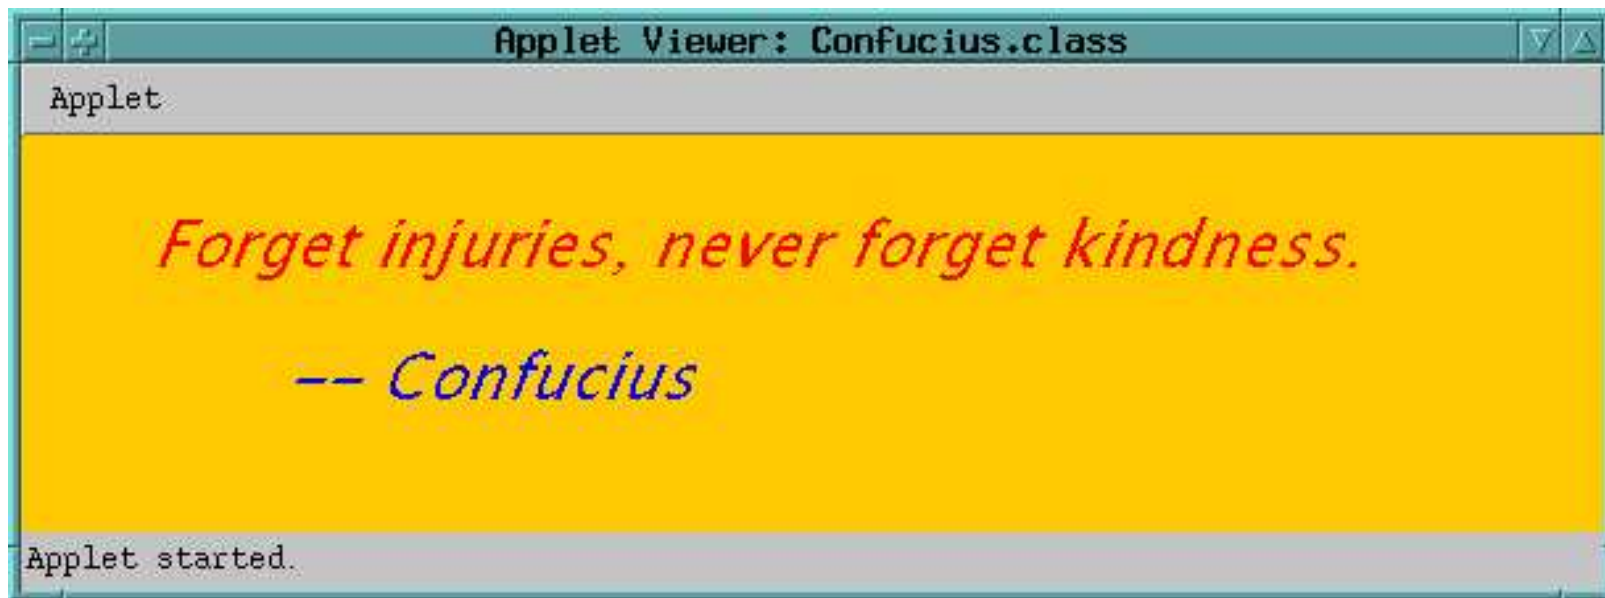 Applet Viewer: Confucius.class
Applet
Forget injuries, never forget kindness.
-- Confucius
Applet started.